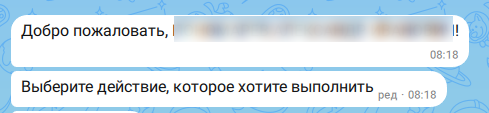 Добро пожаловать, !
08:18
Выберите действие, которое хотите выполнить
ред · 08:18